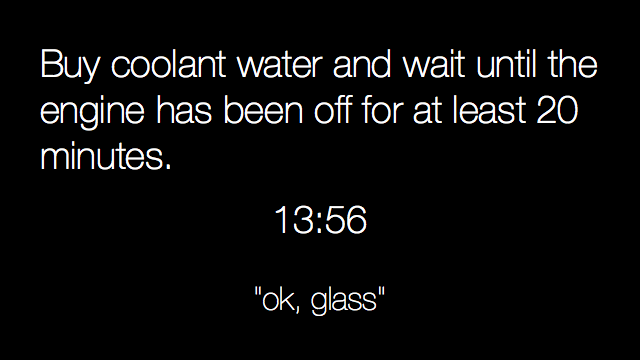 Buy coolant water and wait until the
engine has been off for at least 20
minutes.
13:56
"ok, glass"